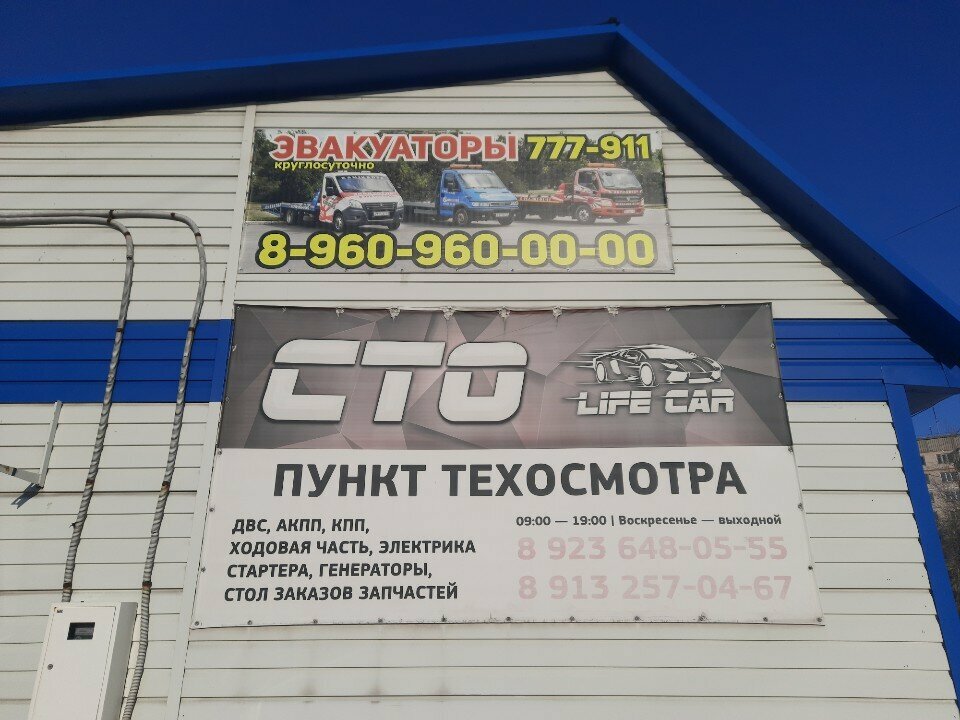 ЭВАКУАТОРЫ 777-911
круглосуточно
8-960-960-00-00
СТО
LIFE CAR
ПУНКТ ТЕХОСМОТРА
ДВС, АКПП, КПП,
ХОДОВАЯ ЧАСТЬ, ЭЛЕКТРИКА
СТАРТЕРА, ГЕНЕРАТОРЫ,
СТОЛ ЗАКАЗОВ ЗАПЧАСТЕЙ
09:00 — 19:00 | Воскресенье — выходной
8 923 648-05-55
8 913 257-04-67